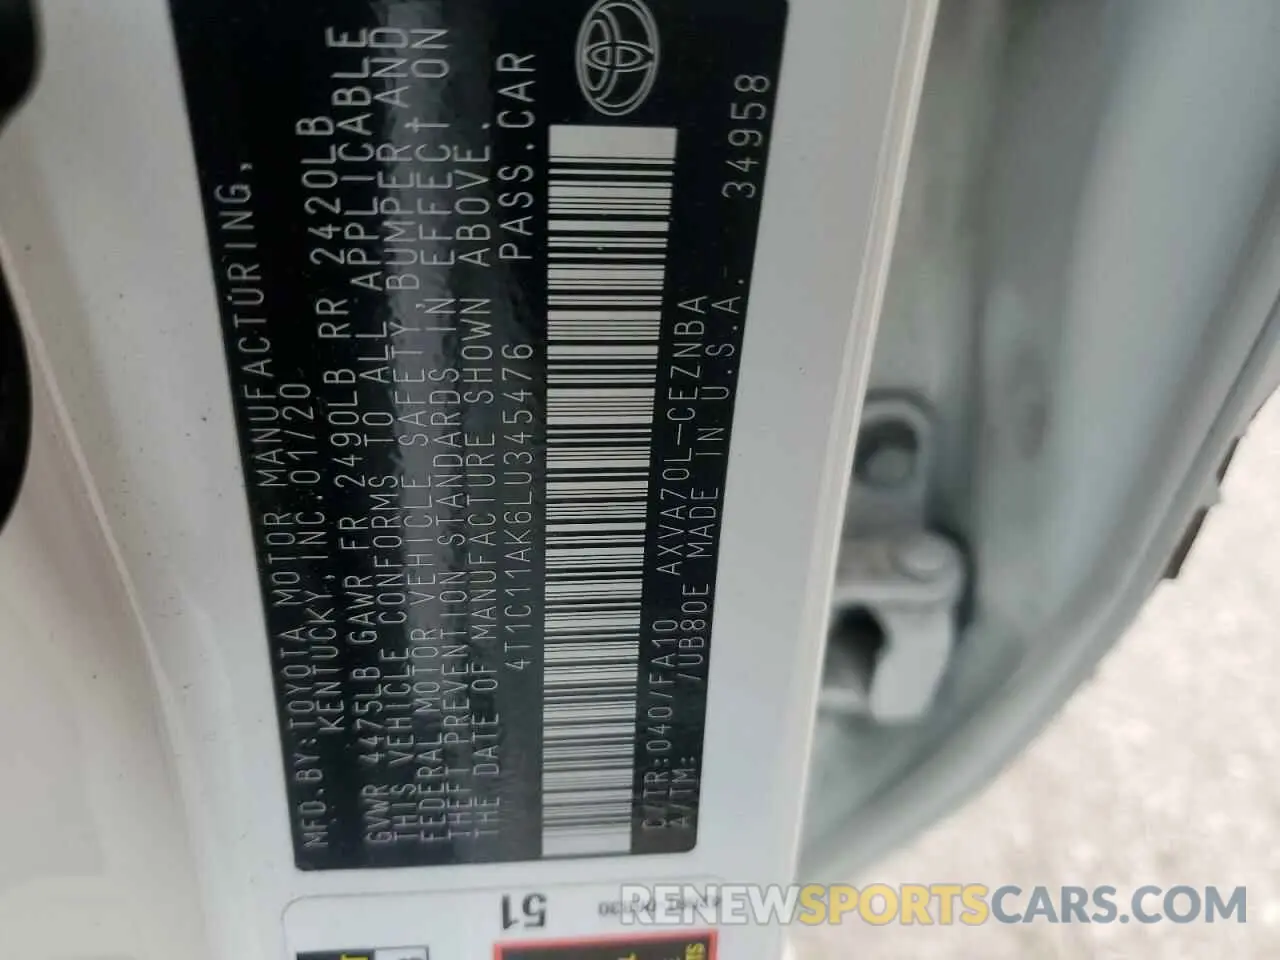 MFD.BY:TOYOTA MOTOR MANUFACTURING,
KENTUCKY, INC. 01/20
GVWR 4475LB GAWR FR 2490LB RR 2420LB
THIS VEHICLE CONFORMS TO ALL APPLICABLE
FEDERAL MOTOR VEHICLE SAFETY, BUMPER AND
THEFT PREVENTION STANDARDS IN EFFECT ON
THE DATE OF MANUFACTURE SHOWN ABOVE.
4T1C11AK6LU345476 PASS.CAR
C/TR:040/FA10 AXVA70L-CEZNBA
A/TM: /UB80E MADE IN U.S.A. 34958
51
RENEWSPORTSCARS.COM